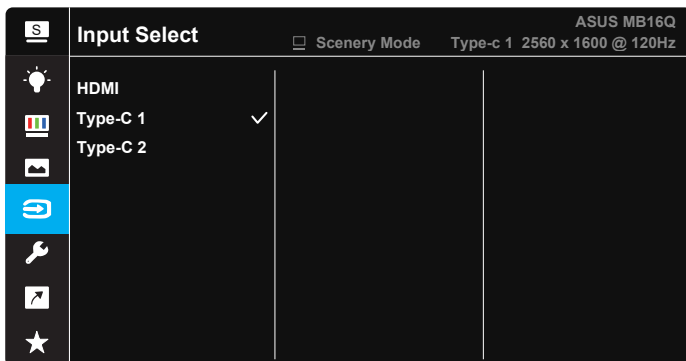 S
Input Select
ASUS MB16Q
Scenery Mode
Type-c 1 2560 x 1600 @ 120Hz
HDMI
Type-C 1
Type-C 2